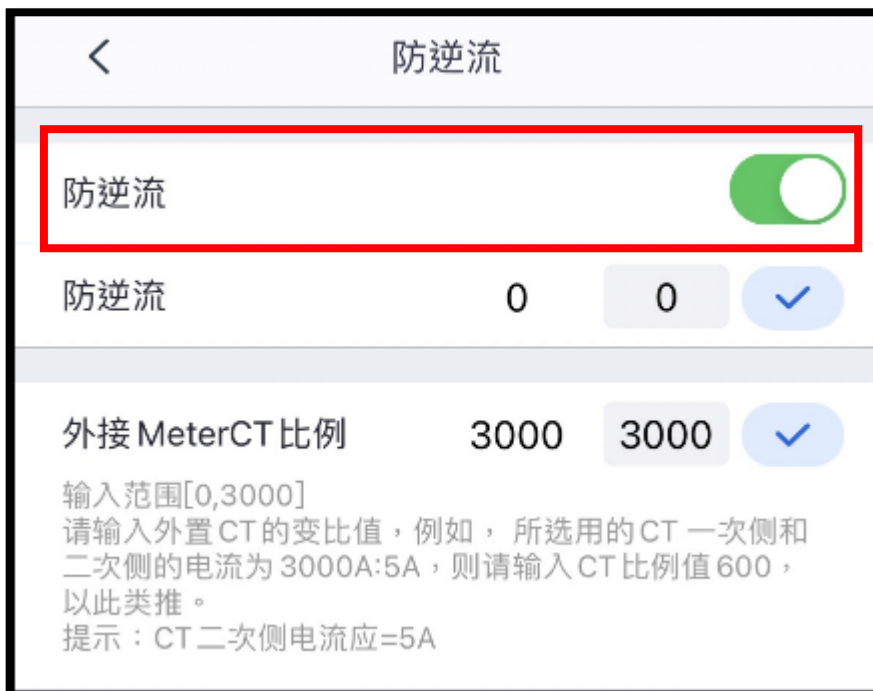 防逆流
防逆流
防逆流 0 0
外接MeterCT比例 3000 3000
输入范围[0,3000]
请输入外置CT的变比值，例如， 所选用的CT 一次侧和
二次侧的电流为3000A:5A，则请输入CT比例值600，
以此类推。
提示：CT二次侧电流应=5A